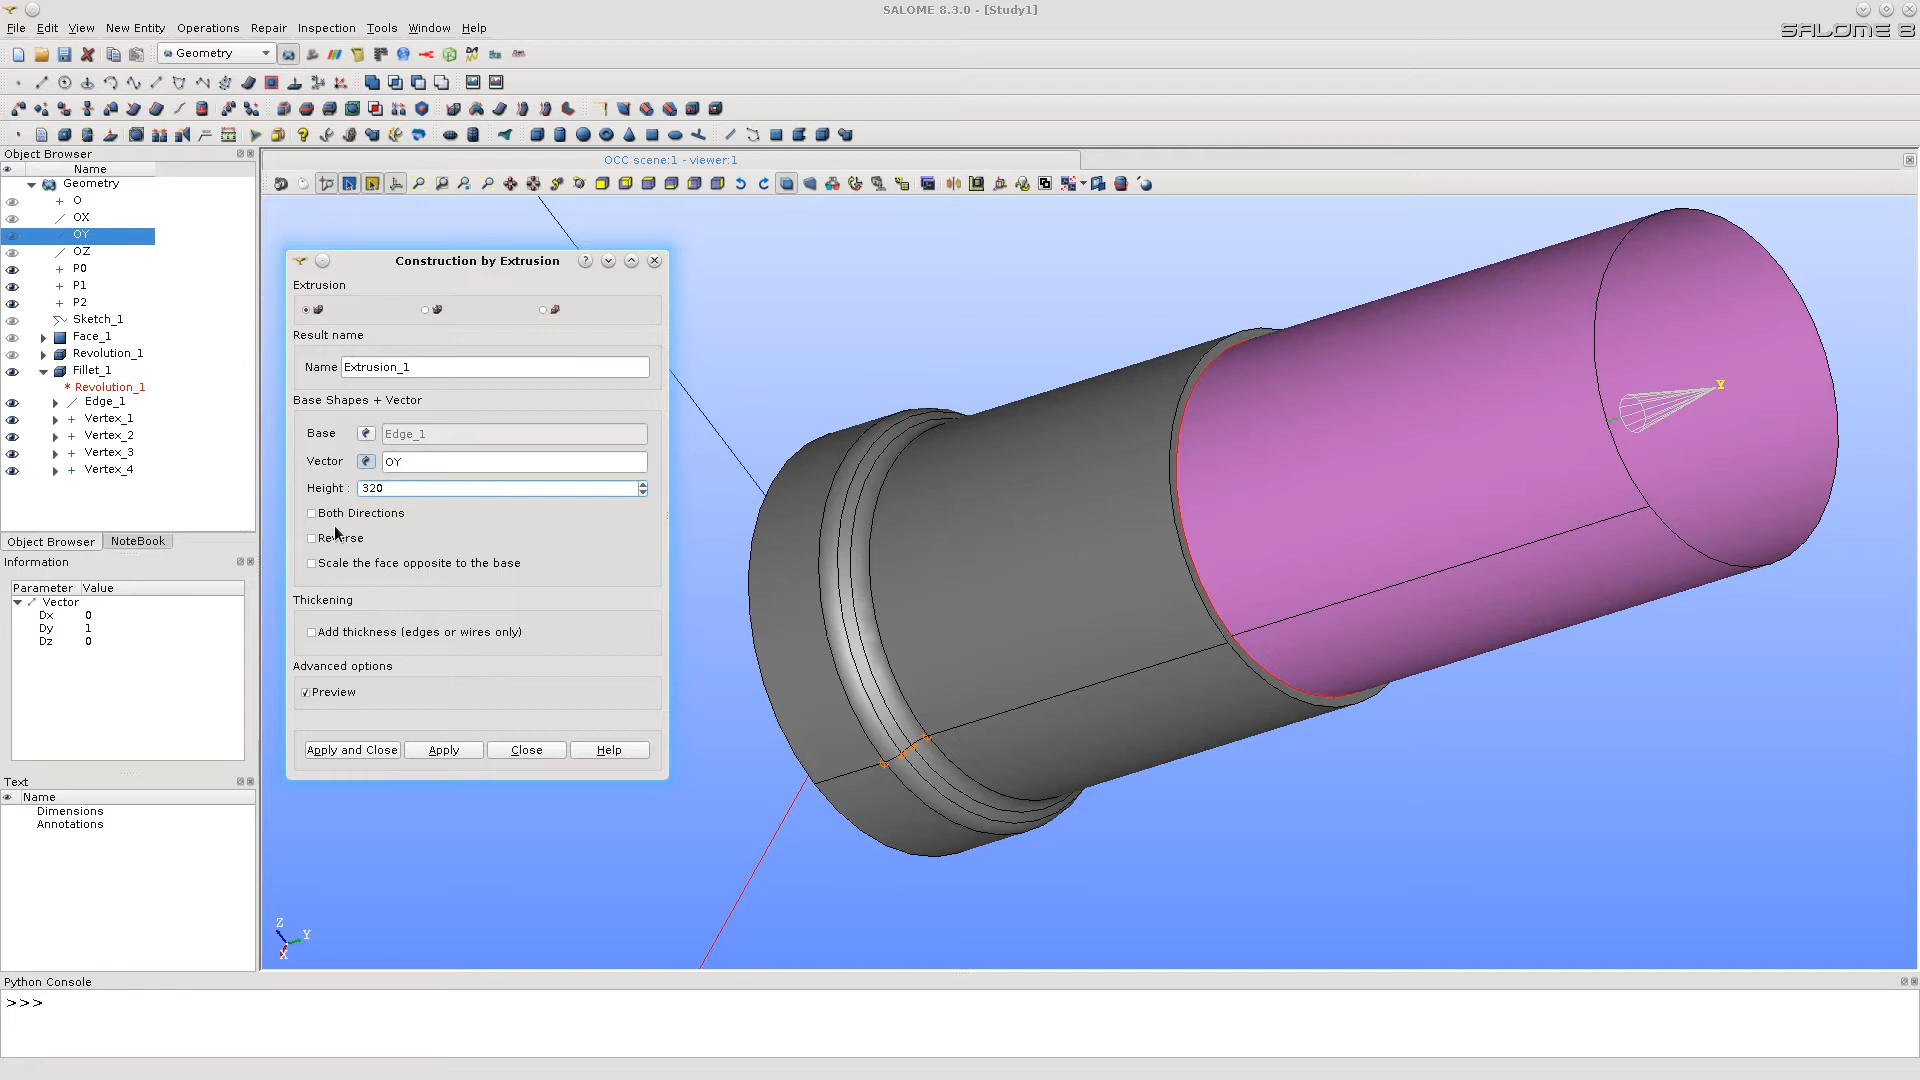 SALOME 8.3.0 - [Study1]
File Edit View New Entity Operations Repair Inspection Tools Window Help
SALOME 8
Geometry
Object Browser
Name
Geometry
O
OX
OY
OZ
P0
P1
P2
Sketch_1
Face_1
Revolution_1
Fillet_1
* Revolution_1
Edge_1
Vertex_1
Vertex_2
Vertex_3
Vertex_4
Object Browser NoteBook
Information
Parameter Value
Vector
Dx 0
Dy 1
Dz 0
Text
Name
Dimensions
Annotations
OCC scene:1 - viewer:1
Construction by Extrusion
Extrusion
Result name
Name Extrusion_1
Base Shapes + Vector
Base Edge_1
Vector OY
Height : 320
Both Directions
Reverse
Scale the face opposite to the base
Thickening
Add thickness (edges or wires only)
Advanced options
Preview
Apply and Close Apply Close Help
Y
Z
Y
X
Python Console
>>>